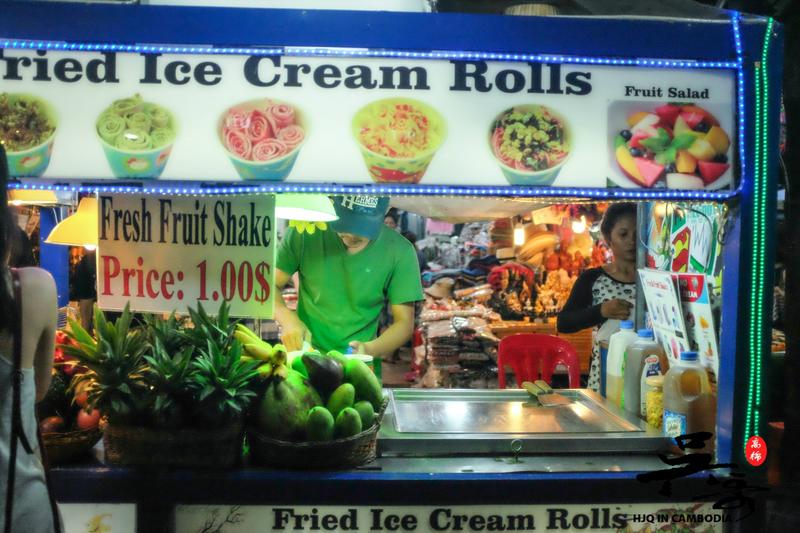 Fried Ice Cream Rolls
Fruit Salad
Fresh Fruit Shake
Price: 1.00$
HERMES
Fried Ice Cream Rolls
高棉
HJQ IN CAMBODIA